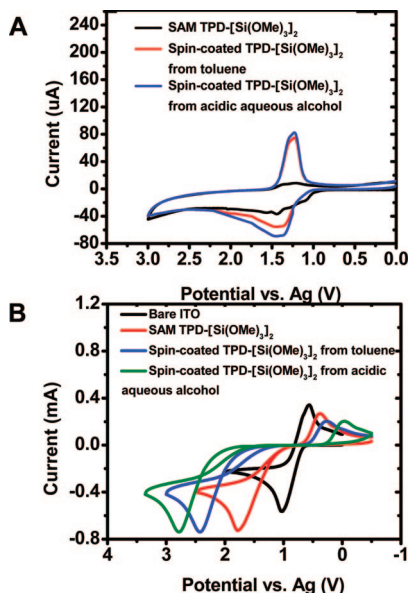 A
240
200
160
120
80
40
0
-40
-80
Current (uA)
SAM TPD-[Si(OMe)3]2
Spin-coated TPD-[Si(OMe)3]2
from toluene
Spin-coated TPD-[Si(OMe)3]2
from acidic aqueous alcohol
3.5 3.0 2.5 2.0 1.5 1.0 0.5 0.0
Potential vs. Ag (V)
B
1.2
0.8
0.4
0.0
-0.4
-0.8
Current (mA)
Bare ITO
SAM TPD-[Si(OMe)3]2
Spin-coated TPD-[Si(OMe)3]2 from toluene
Spin-coated TPD-[Si(OMe)3]2 from acidic
aqueous alcohol
4 3 2 1 0 -1
Potential vs. Ag (V)